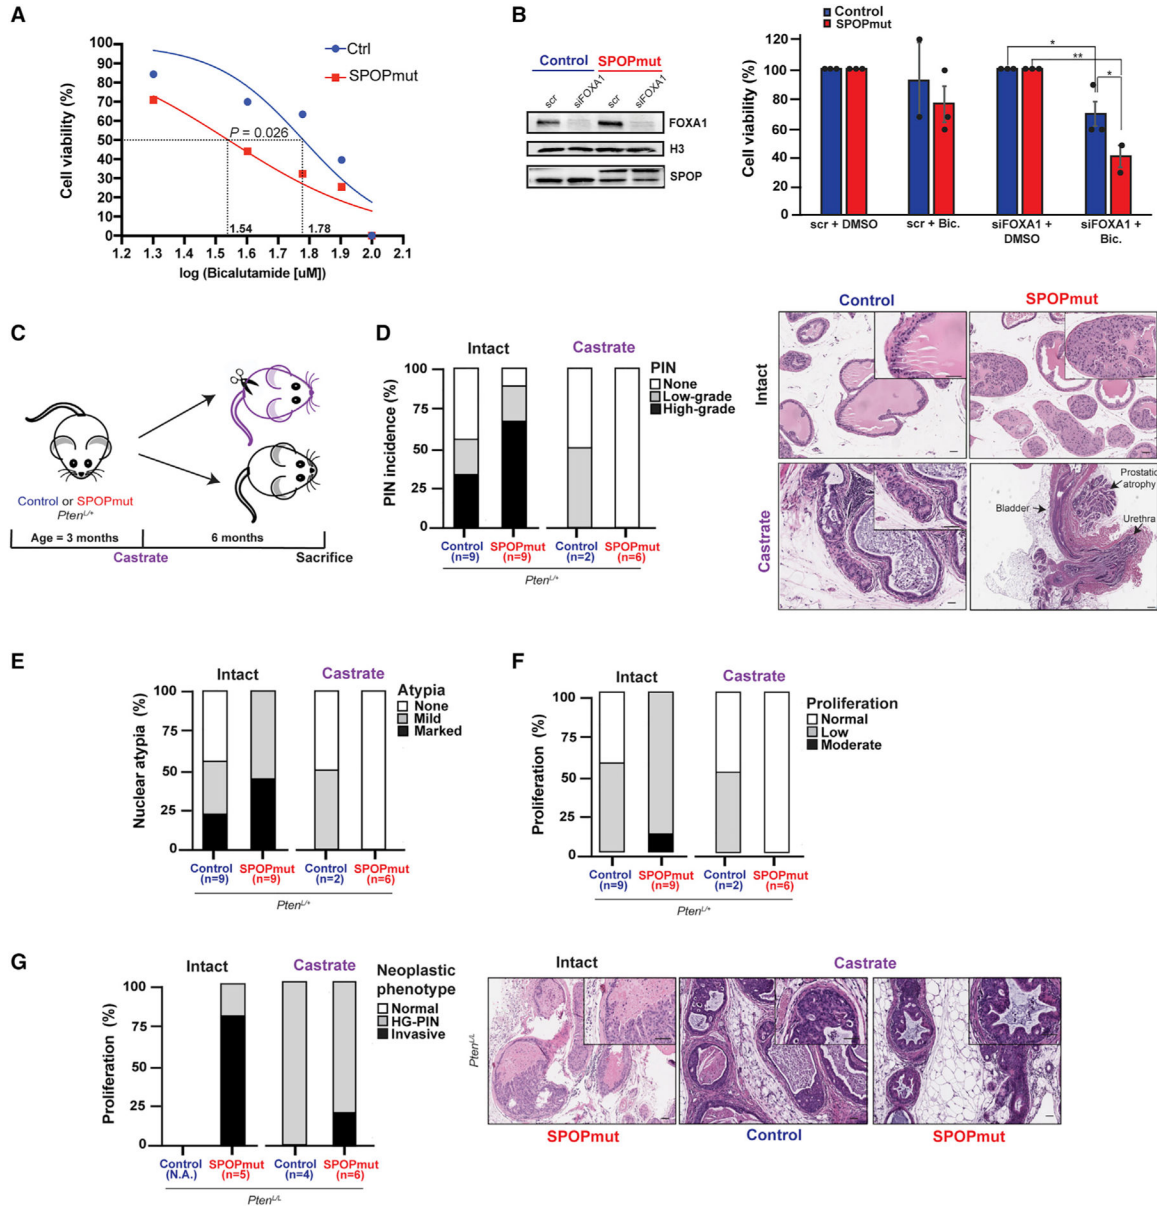 A
100
90
80
70
60
50
40
30
20
10
0
Cell viability (%)
Ctrl
SPOPmut
P = 0.026
1.54
1.78
1.2 1.3 1.4 1.5 1.6 1.7 1.8 1.9 2.0 2.1
log (Bicalutamide [uM])
B
Control SPOPmut
scr siFOXA1 scr siFOXA1
FOXA1
H3
SPOP
Control
SPOPmut
Cell viability (%)
120
100
80
60
40
20
0
*
**
*
scr + DMSO
scr + Bic.
siFOXA1 +
DMSO
siFOXA1 +
Bic.
C
Control or SPOPmut
PtenL/+
Age = 3 months
6 months
Castrate
Sacrifice
D
Intact Castrate
PIN incidence (%)
100
75
50
25
0
PIN
None
Low-grade
High-grade
Control
(n=9)
SPOPmut
(n=9)
Control
(n=2)
SPOPmut
(n=6)
PtenL/+
Control SPOPmut
Intact
Castrate
Prostatic
atrophy
Bladder
Urethra
E
Intact Castrate
Nuclear atypia (%)
100
75
50
25
0
Atypia
None
Mild
Marked
Control
(n=9)
SPOPmut
(n=9)
Control
(n=2)
SPOPmut
(n=6)
PtenL/+
F
Intact Castrate
Proliferation (%)
100
75
50
25
0
Proliferation
Normal
Low
Moderate
Control
(n=9)
SPOPmut
(n=9)
Control
(n=2)
SPOPmut
(n=6)
PtenL/+
G
Intact Castrate
Proliferation (%)
100
75
50
25
0
Neoplastic
phenotype
Normal
HG-PIN
Invasive
Control
(N.A.)
SPOPmut
(n=5)
Control
(n=4)
SPOPmut
(n=6)
PtenL/L
Intact Castrate
PtenL/L
SPOPmut Control SPOPmut